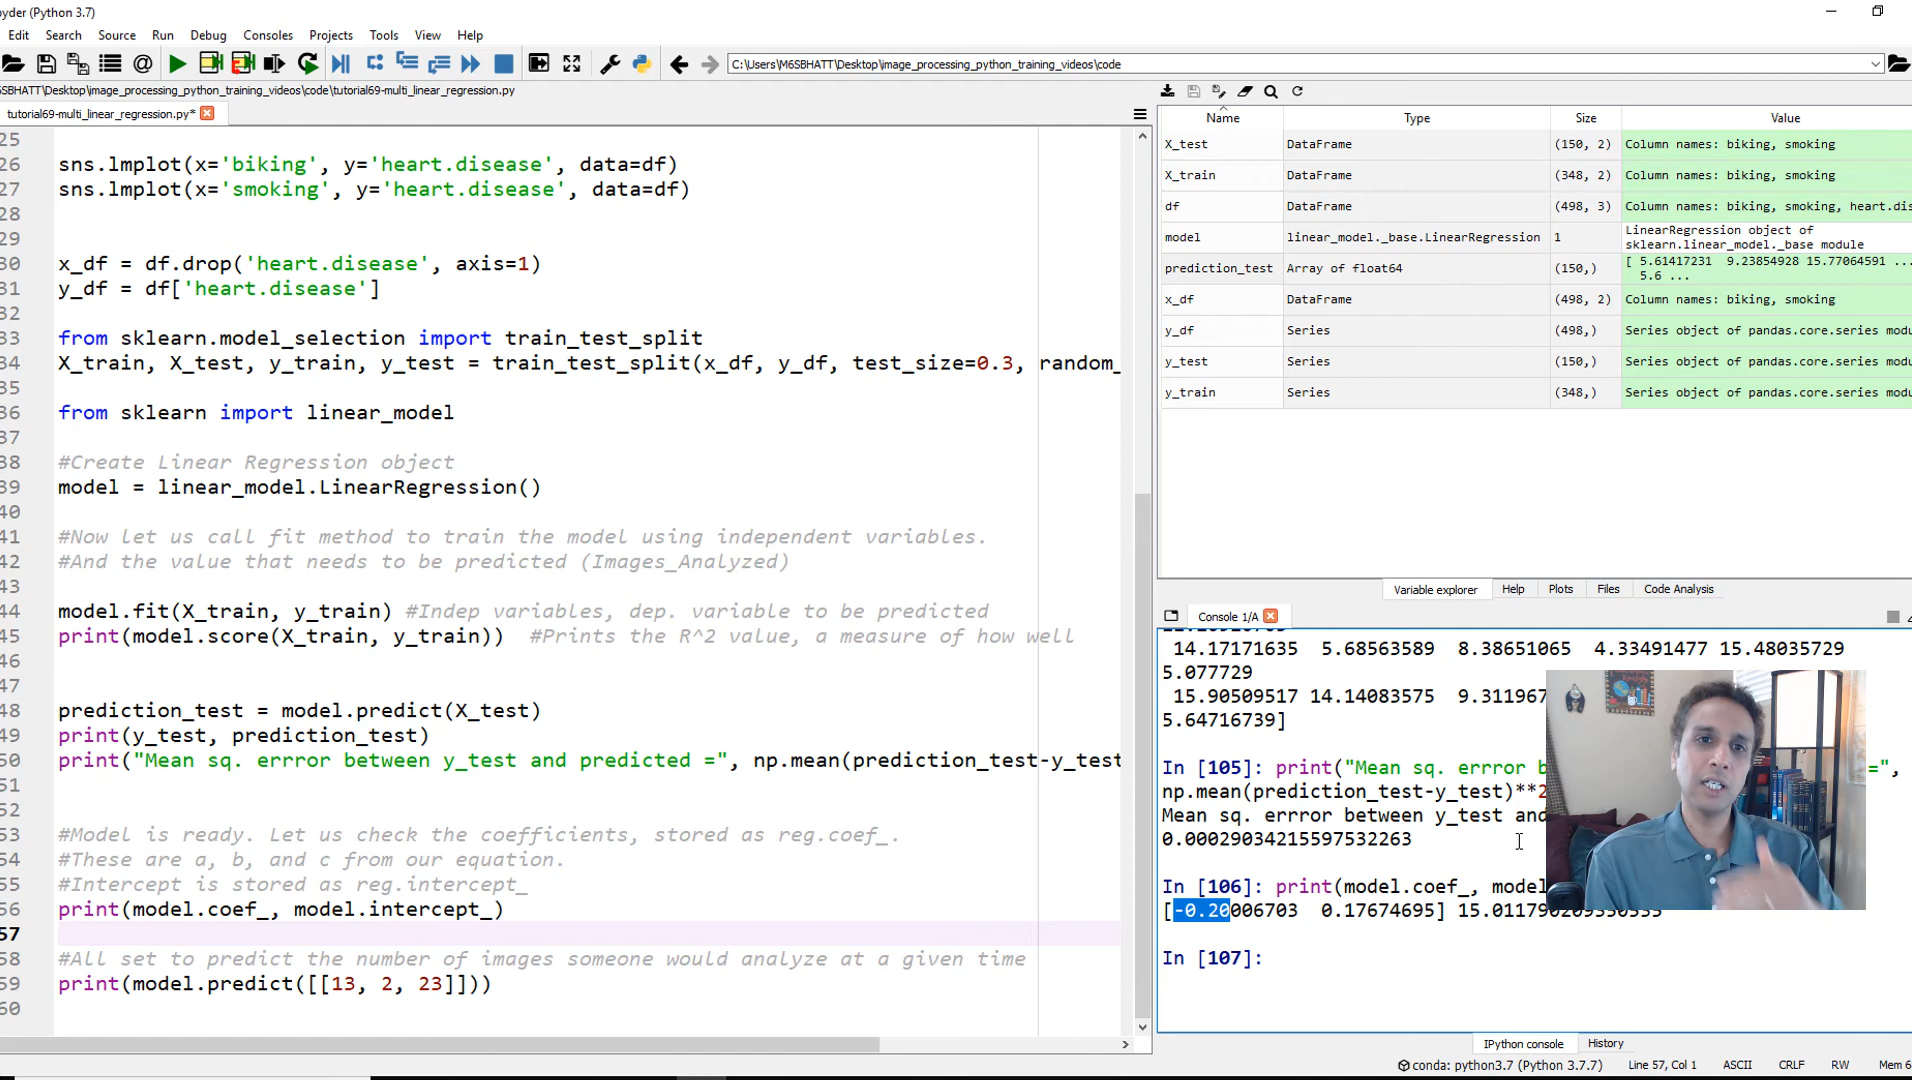 pyder (Python 3.7)
Edit Search Source Run Debug Consoles Projects Tools View Help
C:\Users\M6SBHATT\Desktop\image_processing_python_training_videos\code
SBHATT\Desktop\image_processing_python_training_videos\code\tutorial69-multi_linear_regression.py
tutorial69-multi_linear_regression.py*
25
26 sns.lmplot(x='biking', y='heart.disease', data=df)
27 sns.lmplot(x='smoking', y='heart.disease', data=df)
28
29
30 x_df = df.drop('heart.disease', axis=1)
31 y_df = df['heart.disease']
32
33 from sklearn.model_selection import train_test_split
34 X_train, X_test, y_train, y_test = train_test_split(x_df, y_df, test_size=0.3, random_
35
36 from sklearn import linear_model
37
38 #Create Linear Regression object
39 model = linear_model.LinearRegression()
40
41 #Now let us call fit method to train the model using independent variables.
42 #And the value that needs to be predicted (Images_Analyzed)
43
44 model.fit(X_train, y_train) #Indep variables, dep. variable to be predicted
45 print(model.score(X_train, y_train))  #Prints the R^2 value, a measure of how well
46
47
48 prediction_test = model.predict(X_test)
49 print(y_test, prediction_test)
50 print("Mean sq. errror between y_test and predicted =", np.mean(prediction_test-y_test
51
52
53 #Model is ready. Let us check the coefficients, stored as reg.coef_.
54 #These are a, b, and c from our equation.
55 #Intercept is stored as reg.intercept_
56 print(model.coef_, model.intercept_)
57
58 #All set to predict the number of images someone would analyze at a given time
59 print(model.predict([[13, 2, 23]]))
60
Name Type Size Value
X_test DataFrame (150, 2) Column names: biking, smoking
X_train DataFrame (348, 2) Column names: biking, smoking
df DataFrame (498, 3) Column names: biking, smoking, heart.dis
model linear_model._base.LinearRegression 1 LinearRegression object of
sklearn.linear_model._base module
prediction_test Array of float64 (150,) [ 5.61417231 9.23854928 15.77064591 ...
5.6 ...
x_df DataFrame (498, 2) Column names: biking, smoking
y_df Series (498,) Series object of pandas.core.series modu
y_test Series (150,) Series object of pandas.core.series modu
y_train Series (348,) Series object of pandas.core.series modu
Variable explorer Help Plots Files Code Analysis
Console 1/A
14.17171635 5.68563589 8.38651065 4.33491477 15.48035729
5.077729
15.90509517 14.14083575 9.311967
5.64716739]
In [105]: print("Mean sq. errror b =",
np.mean(prediction_test-y_test)**2
Mean sq. errror between y_test and
0.00029034215597532263
In [106]: print(model.coef_, model
[-0.20006703 0.17674695] 15.011790209350535
In [107]:
IPython console History
conda: python3.7 (Python 3.7.7) Line 57, Col 1 ASCII CRLF RW Mem 6